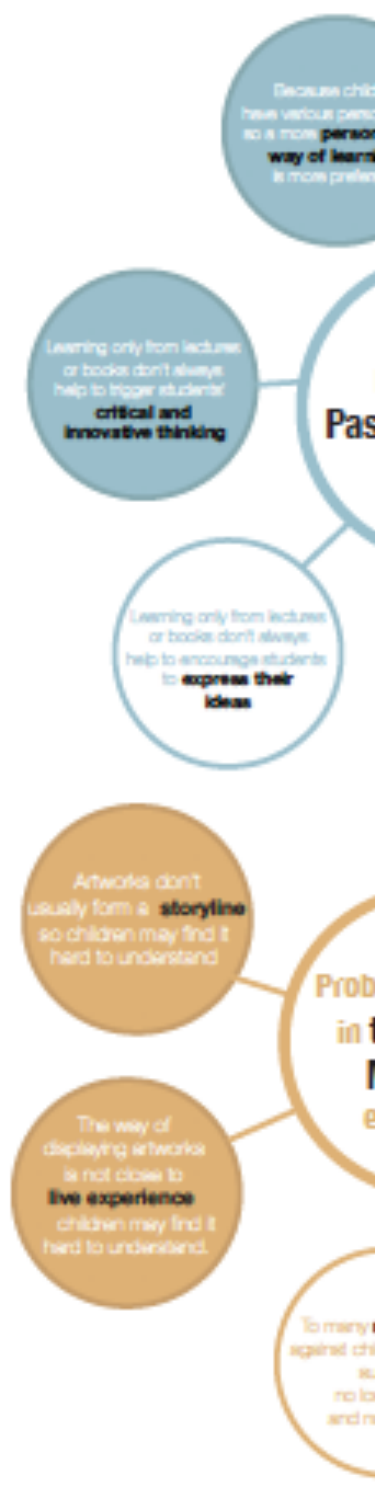 Because child
have various perso
so a more person
way of learni
is more prefer
Learning only from lectures
or books don't always
help to trigger students'
critical and
innovative thinking
Pas
Learning only from lectures
or books don't always
help to encourage students
to express their
ideas
Artworks don't
usually form a storyline
so children may find it
hard to understand
Prob
in t
e
The way of
displaying artworks
is not close to
live experience
children may find it
hard to understand.
To many
against chi
su
no lo
and n